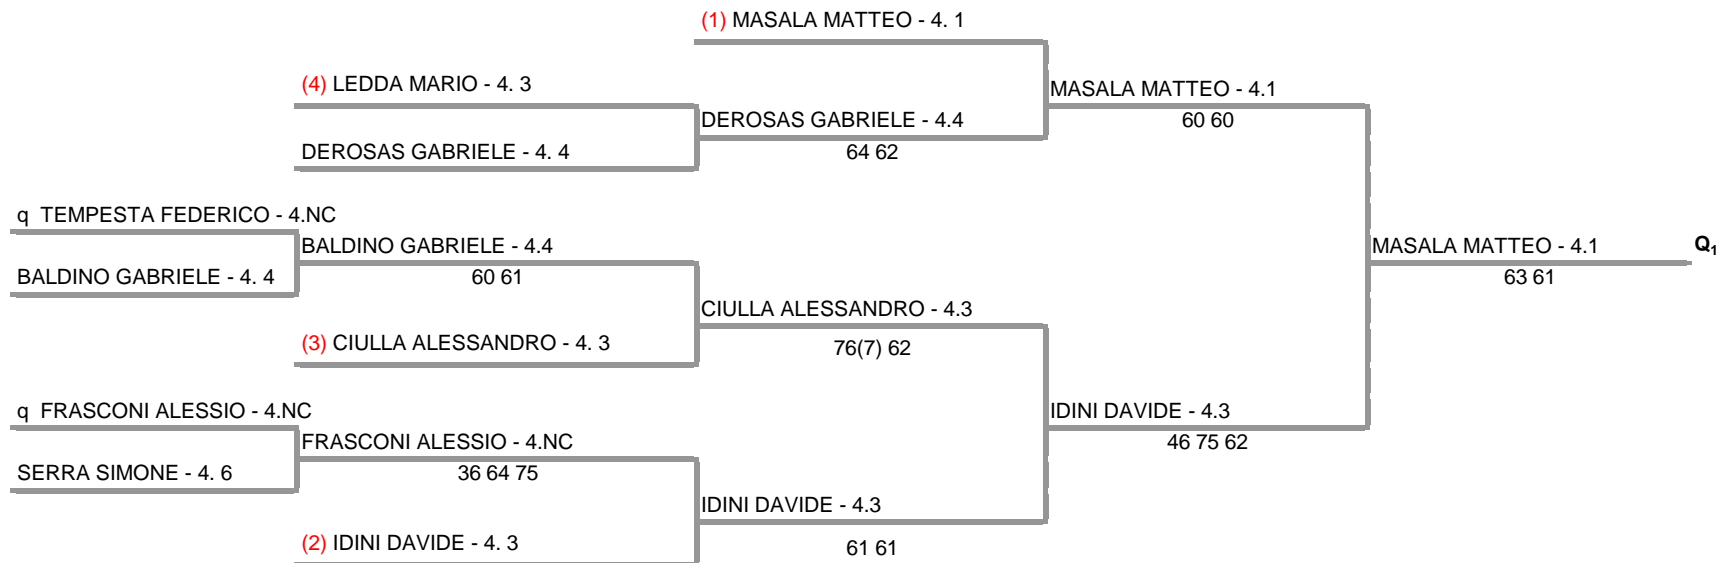 (1) MASALA MATTEO - 4. 1
(4) LEDDA MARIO - 4. 3
MASALA MATTEO - 4.1
60 60
DEROSAS GABRIELE - 4.4
64 62
DEROSAS GABRIELE - 4. 4
q TEMPESTA FEDERICO - 4.NC
BALDINO GABRIELE - 4.4
60 61
BALDINO GABRIELE - 4. 4
MASALA MATTEO - 4.1
63 61
Q1
CIULLA ALESSANDRO - 4.3
76(7) 62
(3) CIULLA ALESSANDRO - 4. 3
q FRASCONI ALESSIO - 4.NC
IDINI DAVIDE - 4.3
46 75 62
FRASCONI ALESSIO - 4.NC
36 64 75
SERRA SIMONE - 4. 6
IDINI DAVIDE - 4.3
61 61
(2) IDINI DAVIDE - 4. 3